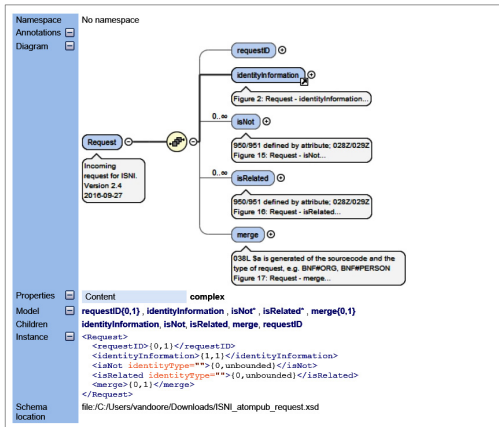 Namespace No namespace
Annotations
Diagram
requestID
identityInformation
Figure 2: Request - identityInformation...
0..∞
isNot
950/951 defined by attribute; 028Z/029Z
Figure 15: Request - isNot...
Request
Incoming
request for ISNI.
Version 2.4
2016-09-27
0..∞
isRelated
950/951 defined by attribute; 028Z/029Z
Figure 16: Request - isRelated...
merge
038L $a is generated of the sourcecode and the
type of request, e.g. BNF#ORG, BNF#PERSON
Figure 17: Request - merge...
Properties Content complex
Model requestID{0,1} , identityInformation , isNot* , isRelated* , merge{0,1}
Children identityInformation, isNot, isRelated, merge, requestID
Instance <Request>
<requestID>{0,1}</requestID>
<identityInformation>{1,1}</identityInformation>
<isNot identityType="">{0,unbounded}</isNot>
<isRelated identityType="">{0,unbounded}</isRelated>
<merge>{0,1}</merge>
</Request>
Schema file:/C:/Users/vandoore/Downloads/ISNI_atompub_request.xsd
location